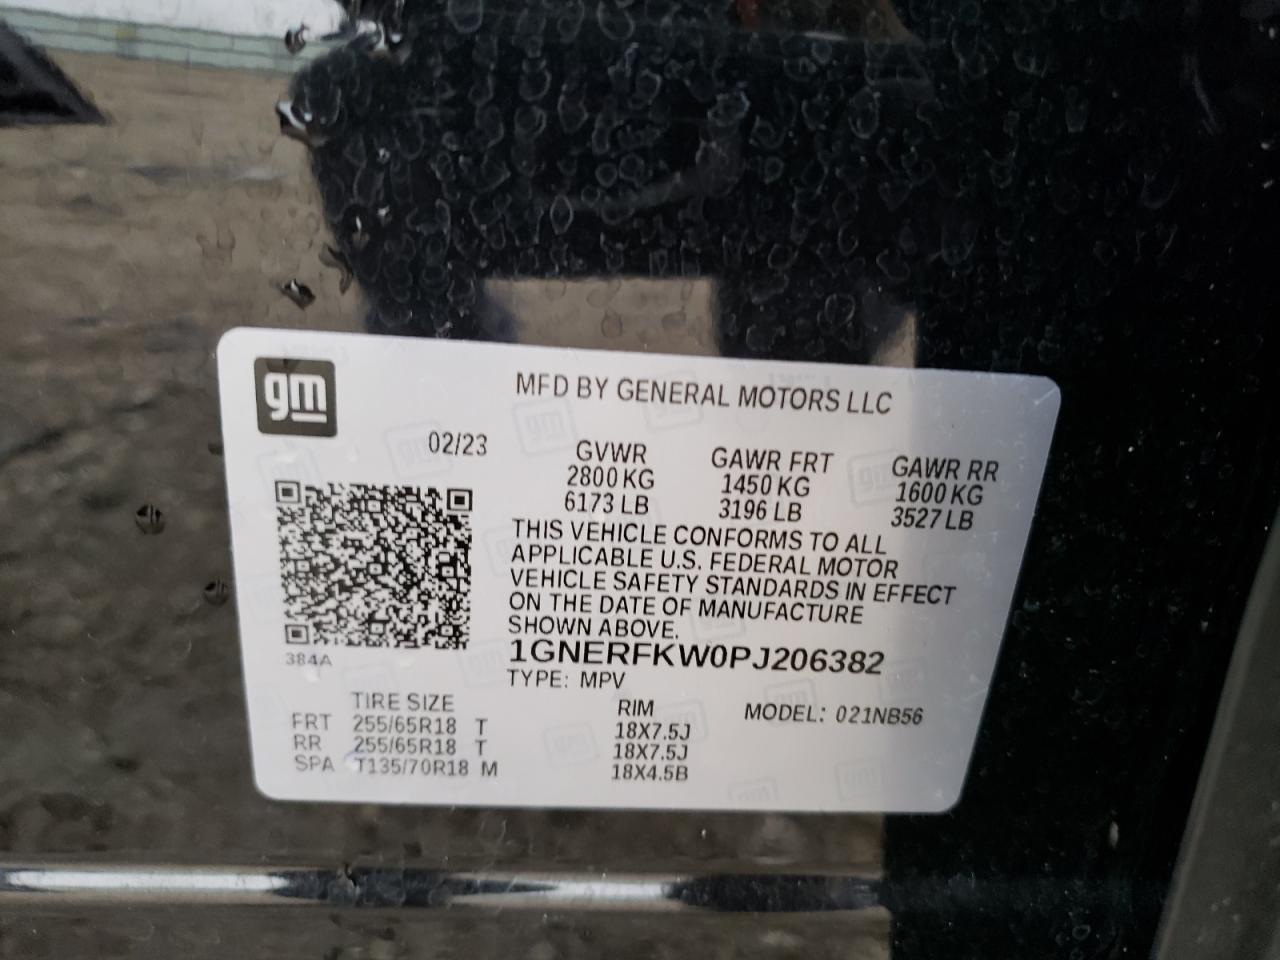 gm
MFD BY GENERAL MOTORS LLC
02/23
GVWR GAWR FRT GAWR RR
2800 KG 1450 KG 1600 KG
6173 LB 3196 LB 3527 LB
THIS VEHICLE CONFORMS TO ALL
APPLICABLE U.S. FEDERAL MOTOR
VEHICLE SAFETY STANDARDS IN EFFECT
ON THE DATE OF MANUFACTURE
SHOWN ABOVE.
384A
1GNERFKW0PJ206382
TYPE: MPV
TIRE SIZE RIM MODEL: 021NB56
FRT 255/65R18 T 18X7.5J
RR 255/65R18 T 18X7.5J
SPA T135/70R18 M 18X4.5B